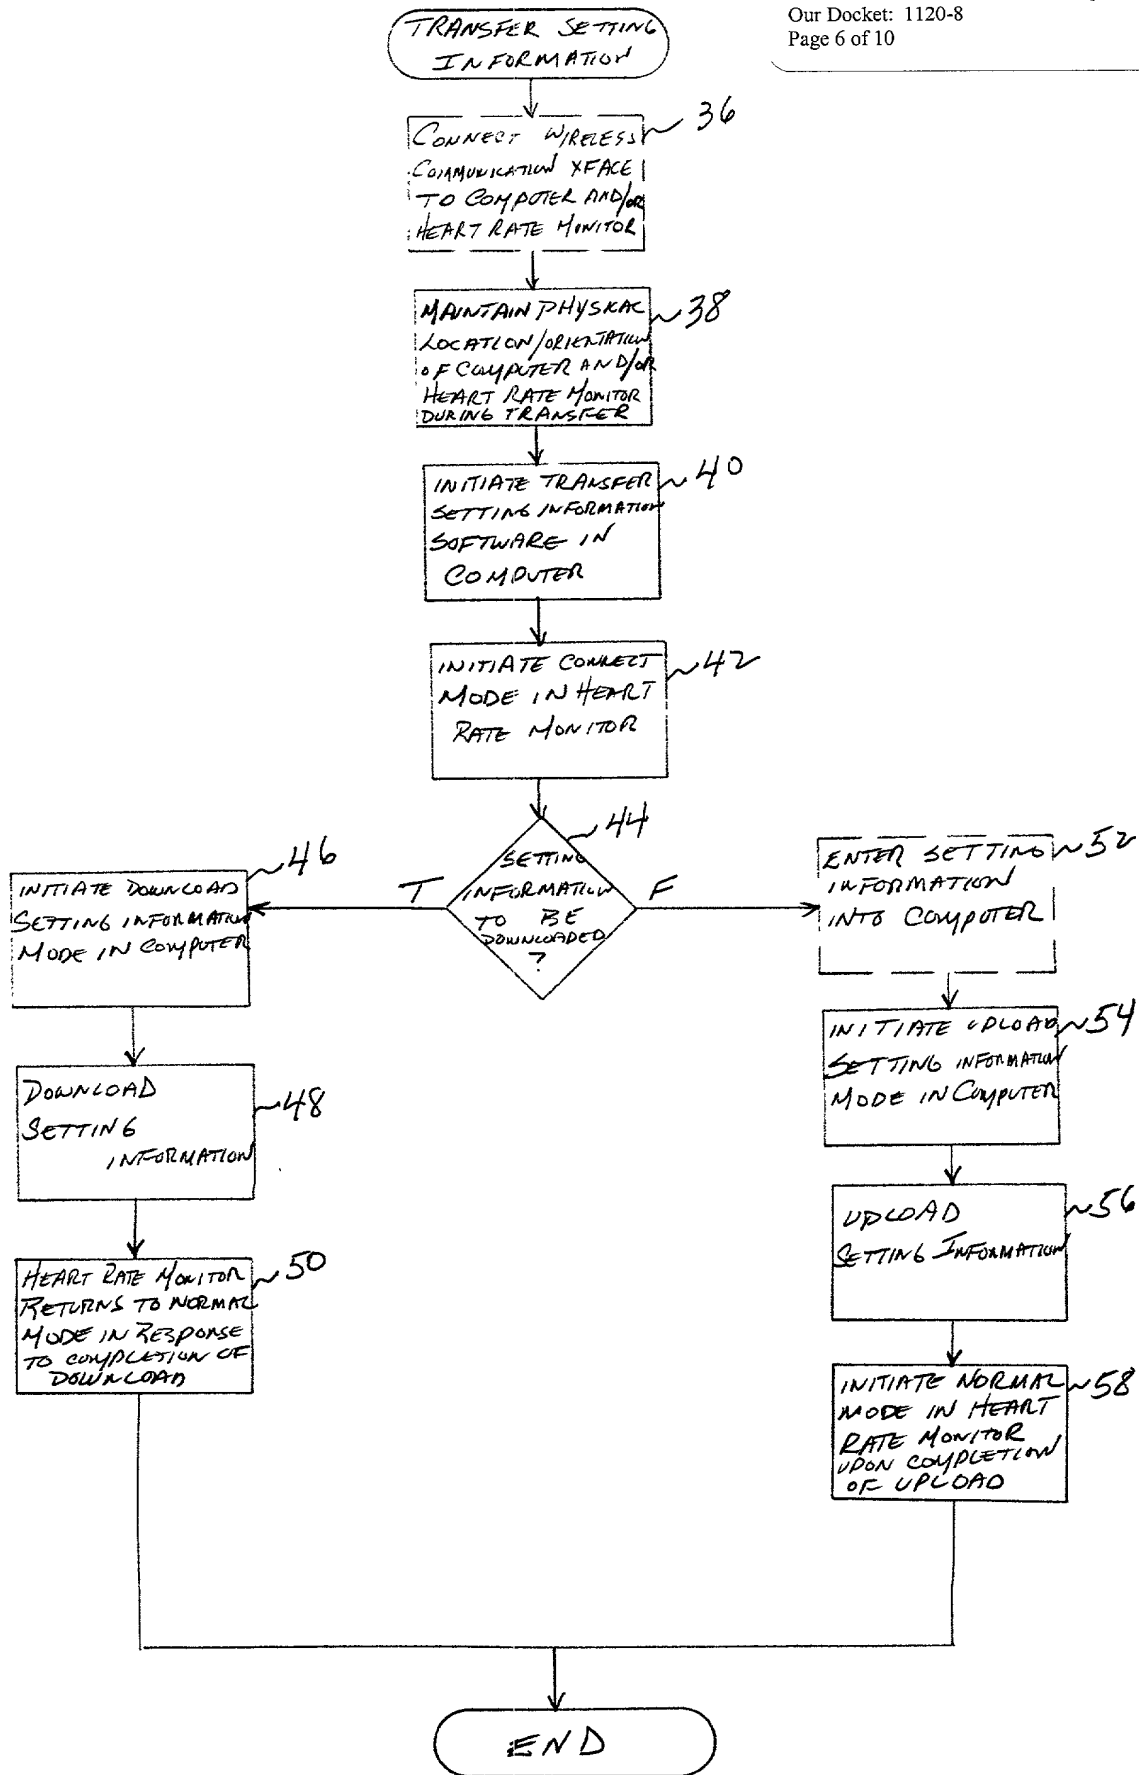 Our Docket: 1120-8
Page 6 of 10
TRANSFER SETTING
INFORMATION
36
CONNECT WIRELESS
COMMUNICATION XFACE
TO COMPUTER AND/OR
HEART RATE MONITOR
38
MAINTAIN PHYSICAL
LOCATION/ORIENTATION
OF COMPUTER AND/OR
HEART RATE MONITOR
DURING TRANSFER
40
INITIATE TRANSFER
SETTING INFORMATION
SOFTWARE IN
COMPUTER
42
INITIATE CONNECT
MODE IN HEART
RATE MONITOR
44
SETTING
INFORMATION
TO BE
DOWNLOADED
?
T
F
46
INITIATE DOWNLOAD
SETTING INFORMATION
MODE IN COMPUTER
48
DOWNLOAD
SETTING
INFORMATION
50
HEART RATE MONITOR
RETURNS TO NORMAL
MODE IN RESPONSE
TO COMPLETION OF
DOWNLOAD
52
ENTER SETTING
INFORMATION
INTO COMPUTER
54
INITIATE UPLOAD
SETTING INFORMATION
MODE IN COMPUTER
56
UPLOAD
SETTING INFORMATION
58
INITIATE NORMAL
MODE IN HEART
RATE MONITOR
UPON COMPLETION
OF UPLOAD
END